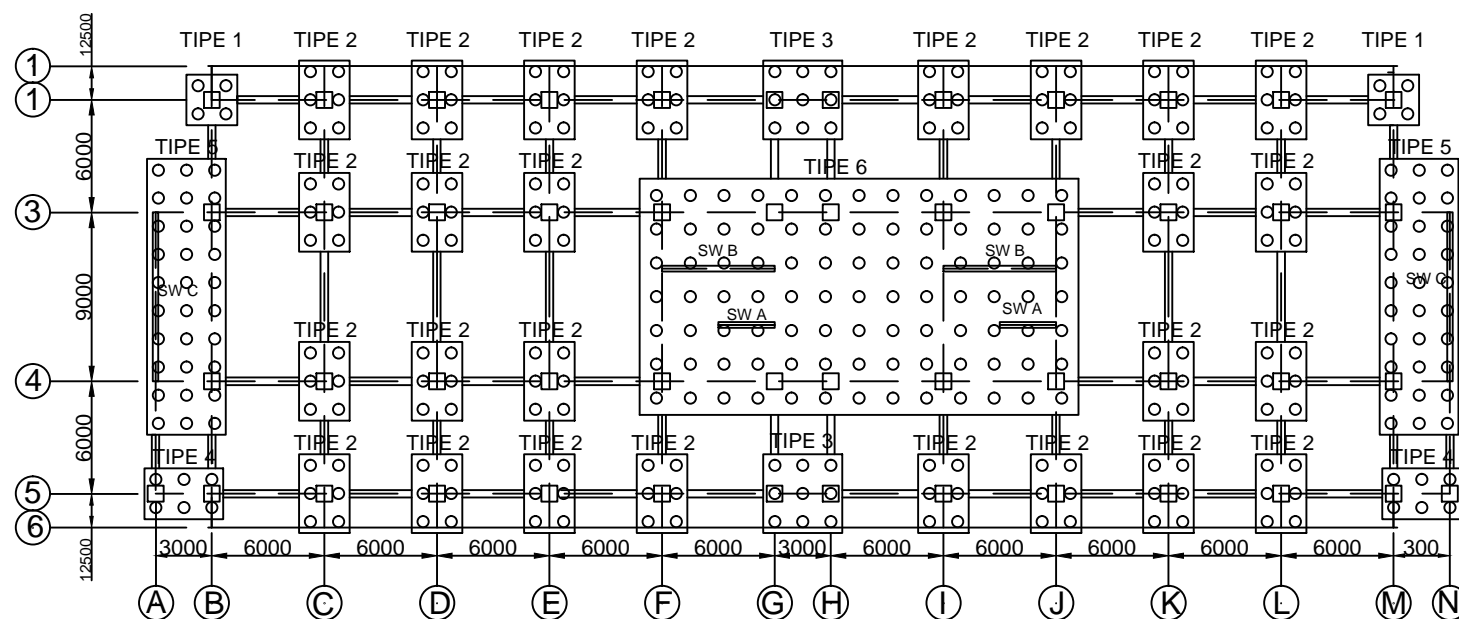 12500
TIPE 1 TIPE 2 TIPE 2 TIPE 2 TIPE 2 TIPE 3 TIPE 2 TIPE 2 TIPE 2 TIPE 2 TIPE 1
1
1
6000
TIPE 5 TIPE 2 TIPE 2 TIPE 2 TIPE 6 TIPE 2 TIPE 2 TIPE 5
3
SW B SW B
9000
SW C SW C
SW A SW A
TIPE 2 TIPE 2 TIPE 2 TIPE 2 TIPE 2
4
6000
TIPE 4 TIPE 2 TIPE 2 TIPE 2 TIPE 2 TIPE 3 TIPE 2 TIPE 2 TIPE 2 TIPE 2 TIPE 4
5
6
12500
3000 6000 6000 6000 6000 6000 3000 6000 6000 6000 6000 6000 300
A B C D E F G H I J K L M N